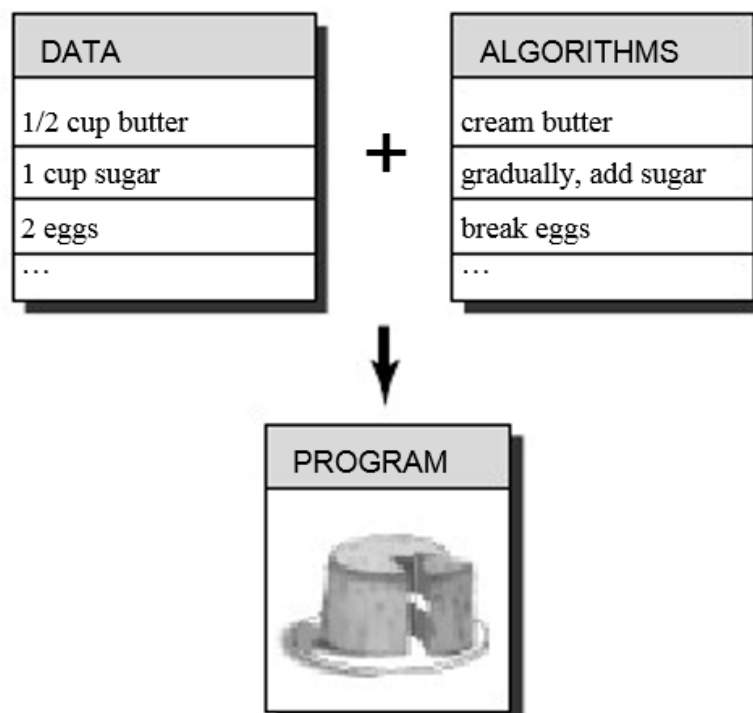 DATA
1/2 cup butter
1 cup sugar
2 eggs
…
+
ALGORITHMS
cream butter
gradually, add sugar
break eggs
…
PROGRAM